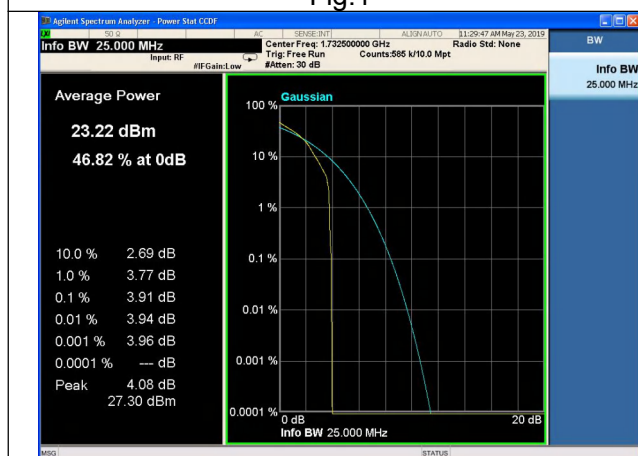 Fig.1
Agilent Spectrum Analyzer - Power Stat CCDF
50 Ω AC SENSE:INT ALIGN AUTO 11:29:47 AM May 23, 2019
Info BW 25.000 MHz Center Freq: 1.732500000 GHz Radio Std: None
Input: RF Trig: Free Run Counts:585 k/10.0 Mpt
#IFGain:Low #Atten: 30 dB
BW
Info BW
25.000 MHz
Average Power
23.22 dBm
46.82 % at 0dB
10.0 % 2.69 dB
1.0 % 3.77 dB
0.1 % 3.91 dB
0.01 % 3.94 dB
0.001 % 3.96 dB
0.0001 % --- dB
Peak 4.08 dB
27.30 dBm
Gaussian
100 %
10 %
1 %
0.1 %
0.01 %
0.001 %
0.0001 %
0 dB 20 dB
Info BW 25.000 MHz
MSG STATUS